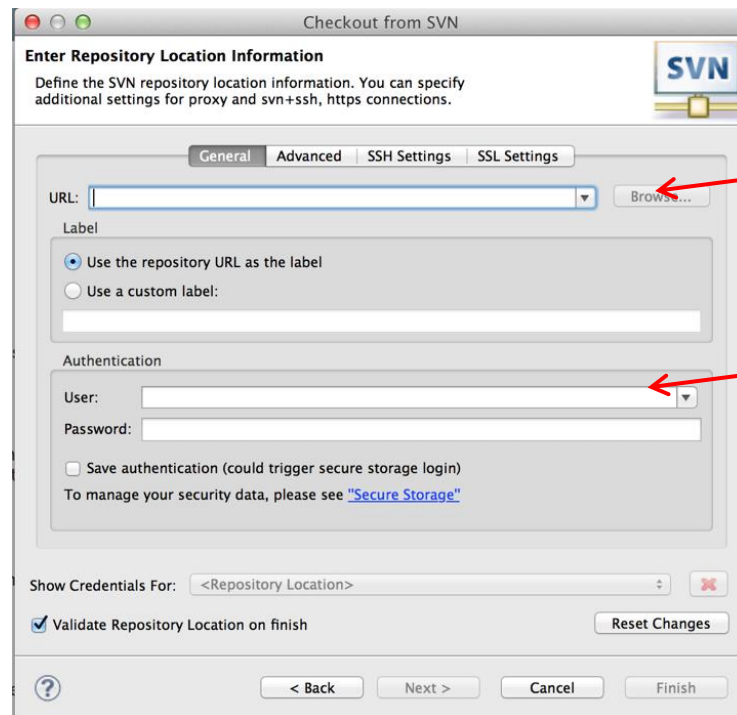 Checkout from SVN
Enter Repository Location Information
Define the SVN repository location information. You can specify
additional settings for proxy and svn+ssh, https connections.
SVN
General Advanced SSH Settings SSL Settings
URL: Browse...
Label
Use the repository URL as the label
Use a custom label:
Authentication
User:
Password:
Save authentication (could trigger secure storage login)
To manage your security data, please see "Secure Storage"
Show Credentials For: <Repository Location>
Validate Repository Location on finish Reset Changes
? < Back Next > Cancel Finish